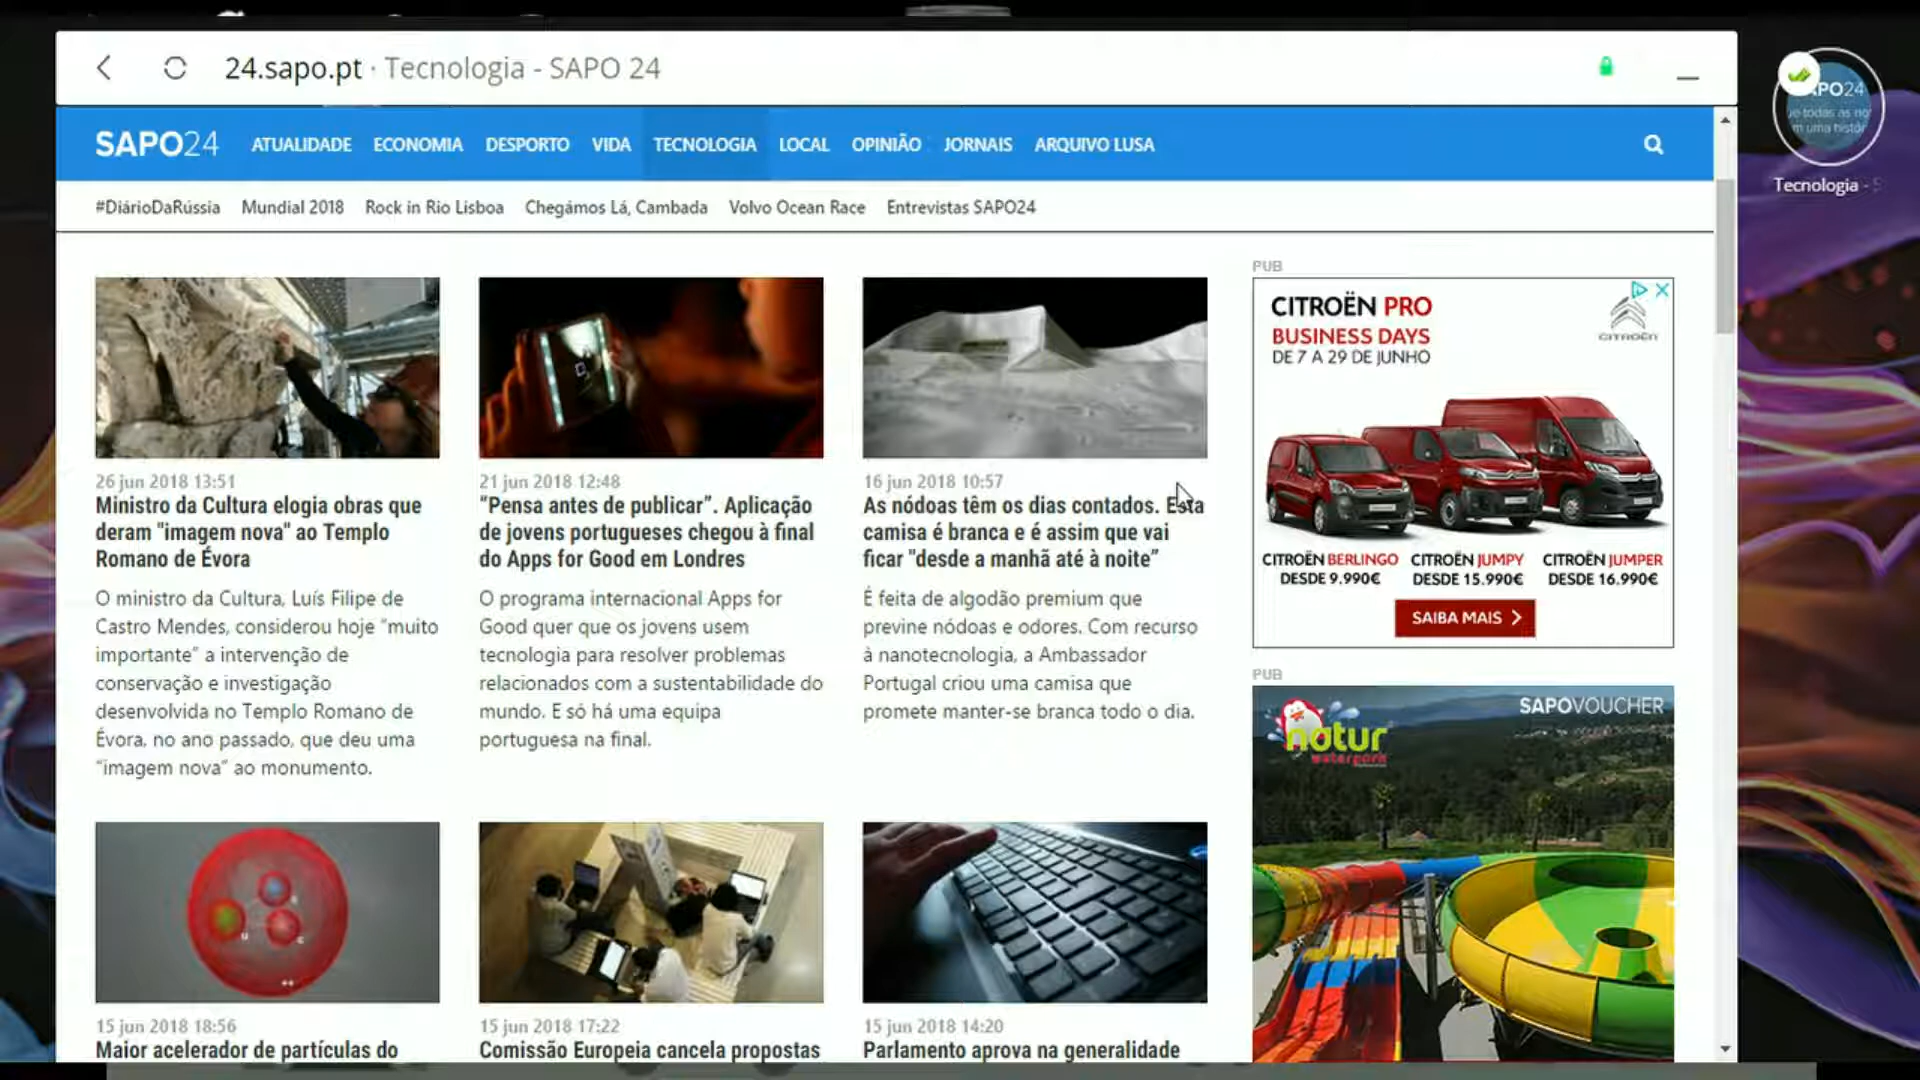 24.sapo.pt · Tecnologia - SAPO 24
SAPO24
ATUALIDADE ECONOMIA DESPORTO VIDA TECNOLOGIA LOCAL OPINIÃO JORNAIS ARQUIVO LUSA
#DiárioDaRússia Mundial 2018 Rock in Rio Lisboa Chegámos Lá, Cambada Volvo Ocean Race Entrevistas SAPO24
26 jun 2018 13:51
Ministro da Cultura elogia obras que
deram "imagem nova" ao Templo
Romano de Évora
O ministro da Cultura, Luís Filipe de
Castro Mendes, considerou hoje “muito
importante” a intervenção de
conservação e investigação
desenvolvida no Templo Romano de
Évora, no ano passado, que deu uma
“imagem nova” ao monumento.
21 jun 2018 12:48
“Pensa antes de publicar”. Aplicação
de jovens portugueses chegou à final
do Apps for Good em Londres
O programa internacional Apps for
Good quer que os jovens usem
tecnologia para resolver problemas
relacionados com a sustentabilidade do
mundo. E só há uma equipa
portuguesa na final.
16 jun 2018 10:57
As nódoas têm os dias contados. Esta
camisa é branca e é assim que vai
ficar "desde a manhã até à noite”
É feita de algodão premium que
previne nódoas e odores. Com recurso
à nanotecnologia, a Ambassador
Portugal criou uma camisa que
promete manter-se branca todo o dia.
15 jun 2018 18:56
Maior acelerador de partículas do
15 jun 2018 17:22
Comissão Europeia cancela propostas
15 jun 2018 14:20
Parlamento aprova na generalidade
PUB
CITROËN PRO
BUSINESS DAYS
DE 7 A 29 DE JUNHO
CITROËN
CITROËN BERLINGO
DESDE 9.990€
CITROËN JUMPY
DESDE 15.990€
CITROËN JUMPER
DESDE 16.990€
SAIBA MAIS
PUB
SAPOVOUCHER
natur
waterpark
Tecnologia -